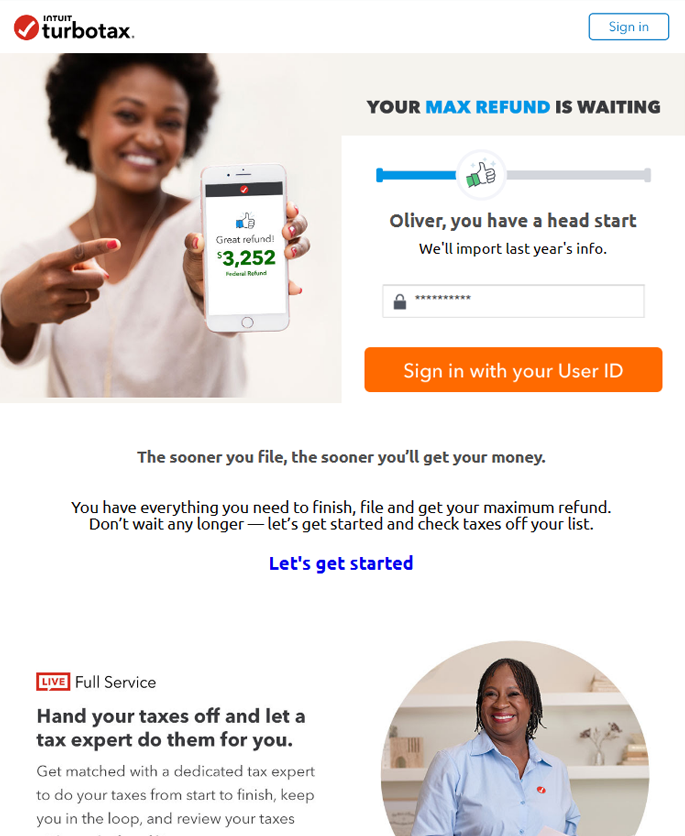 INTUIT
turbotax.
Sign in
YOUR MAX REFUND IS WAITING
Great refund!
$3,252
Federal Refund
Oliver, you have a head start
We'll import last year's info.
**********
Sign in with your User ID
The sooner you file, the sooner you’ll get your money.
You have everything you need to finish, file and get your maximum refund.
Don’t wait any longer — let’s get started and check taxes off your list.
Let's get started
LIVE Full Service
Hand your taxes off and let a
tax expert do them for you.
Get matched with a dedicated tax expert
to do your taxes from start to finish, keep
you in the loop, and review your taxes